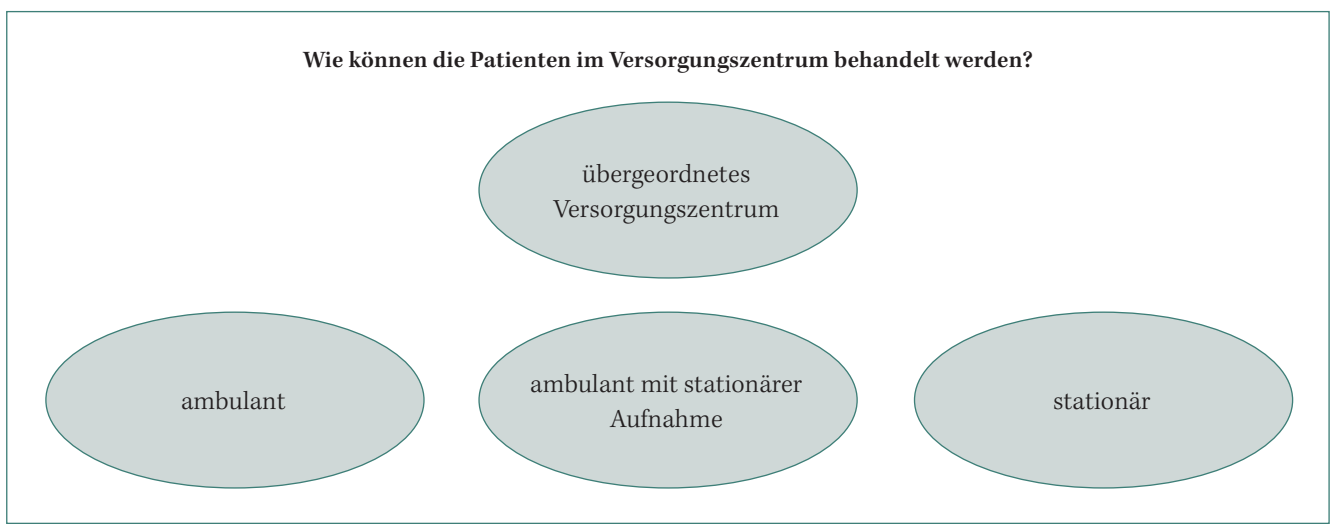 Wie können die Patienten im Versorgungszentrum behandelt werden?
übergeordnetes
Versorgungszentrum
ambulant
ambulant mit stationärer
Aufnahme
stationär